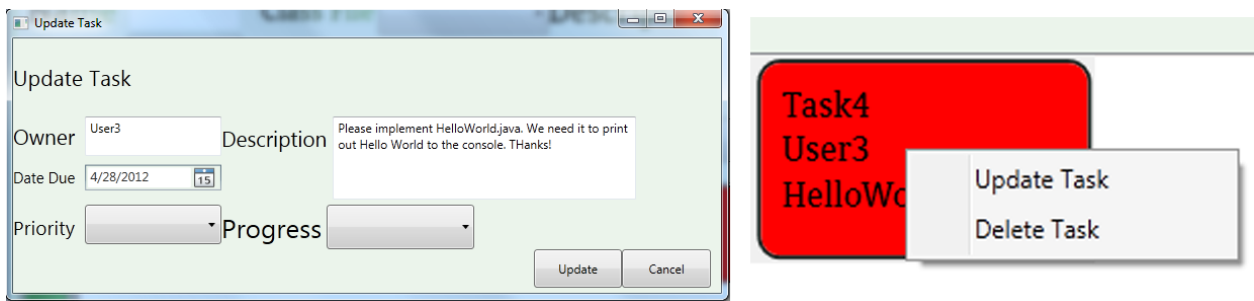 Update Task
Update Task
Owner User3 Description Please implement HelloWorld.java. We need it to print
out Hello World to the console. THanks!
Date Due 4/28/2012 15
Priority Progress
Update Cancel
Task4
User3
Update Task
Delete Task